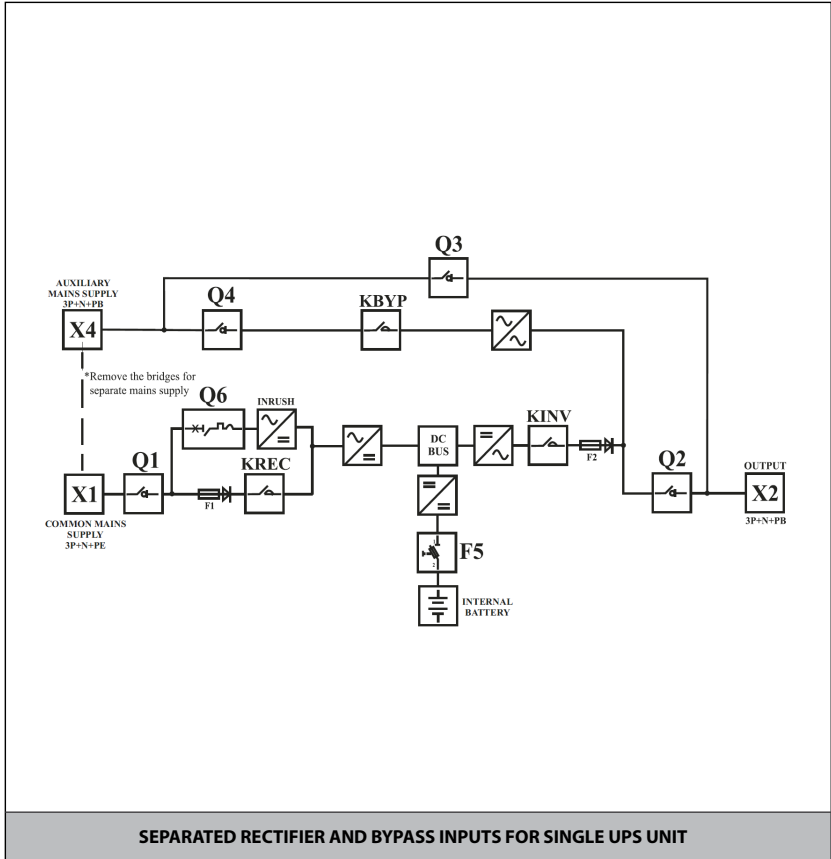 Q3
AUXILIARY
MAINS SUPPLY
3P+N+PB
X4
Q4
KBYP
*Remove the bridges for
separate mains supply
Q6
INRUSH
Q1
KREC
F1
X1
COMMON MAINS
SUPPLY
3P+N+PE
DC
BUS
KINV
F2
Q2
OUTPUT
X2
3P+N+PB
1
2
F5
INTERNAL
BATTERY
SEPARATED RECTIFIER AND BYPASS INPUTS FOR SINGLE UPS UNIT